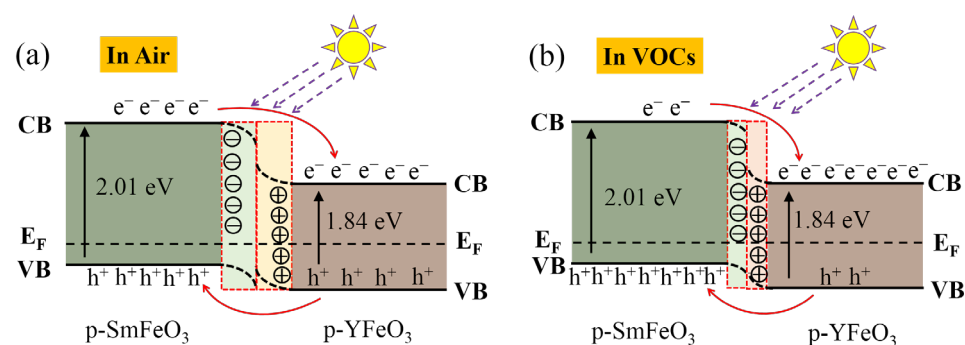 (a)
In Air
e⁻ e⁻ e⁻ e⁻
CB
2.01 eV
e⁻ e⁻ e⁻ e⁻ e⁻
CB
1.84 eV
E_F
E_F
VB
h⁺ h⁺ h⁺ h⁺ h⁺
h⁺ h⁺ h⁺ h⁺
VB
p-SmFeO₃
p-YFeO₃
(b)
In VOCs
e⁻ e⁻
CB
2.01 eV
e⁻ e⁻ e⁻ e⁻ e⁻ e⁻
CB
1.84 eV
E_F
E_F
VB
h⁺ h⁺ h⁺ h⁺ h⁺ h⁺ h⁺
h⁺ h⁺
VB
p-SmFeO₃
p-YFeO₃